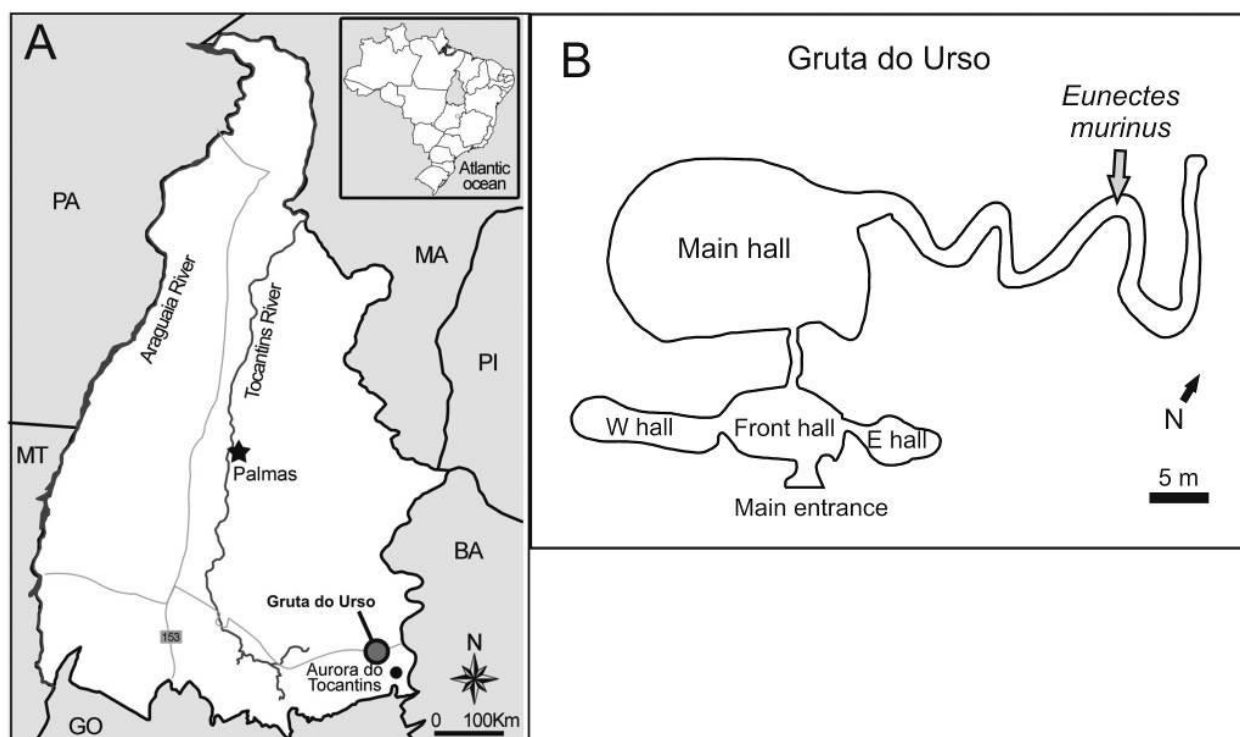 A
Atlantic
ocean
PA
MA
PI
MT
BA
GO
Araguaia River
Tocantins River
Palmas
153
Gruta do Urso
Aurora do
Tocantins
N
0 100Km
B
Gruta do Urso
Eunectes
murinus
Main hall
W hall
Front hall
E hall
Main entrance
N
5 m